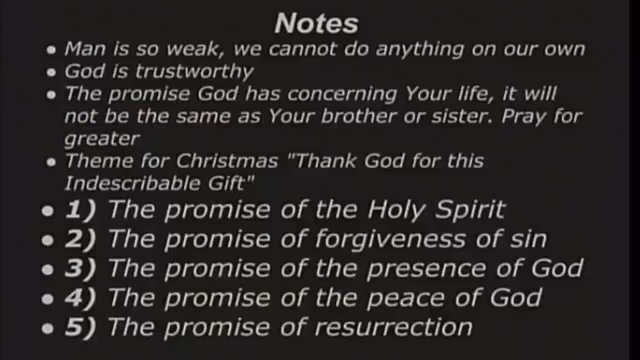 Notes
• Man is so weak, we cannot do anything on our own
• God is trustworthy
• The promise God has concerning Your life, it will
not be the same as Your brother or sister. Pray for
greater
• Theme for Christmas "Thank God for this
Indescribable Gift"
• 1) The promise of the Holy Spirit
• 2) The promise of forgiveness of sin
• 3) The promise of the presence of God
• 4) The promise of the peace of God
• 5) The promise of resurrection